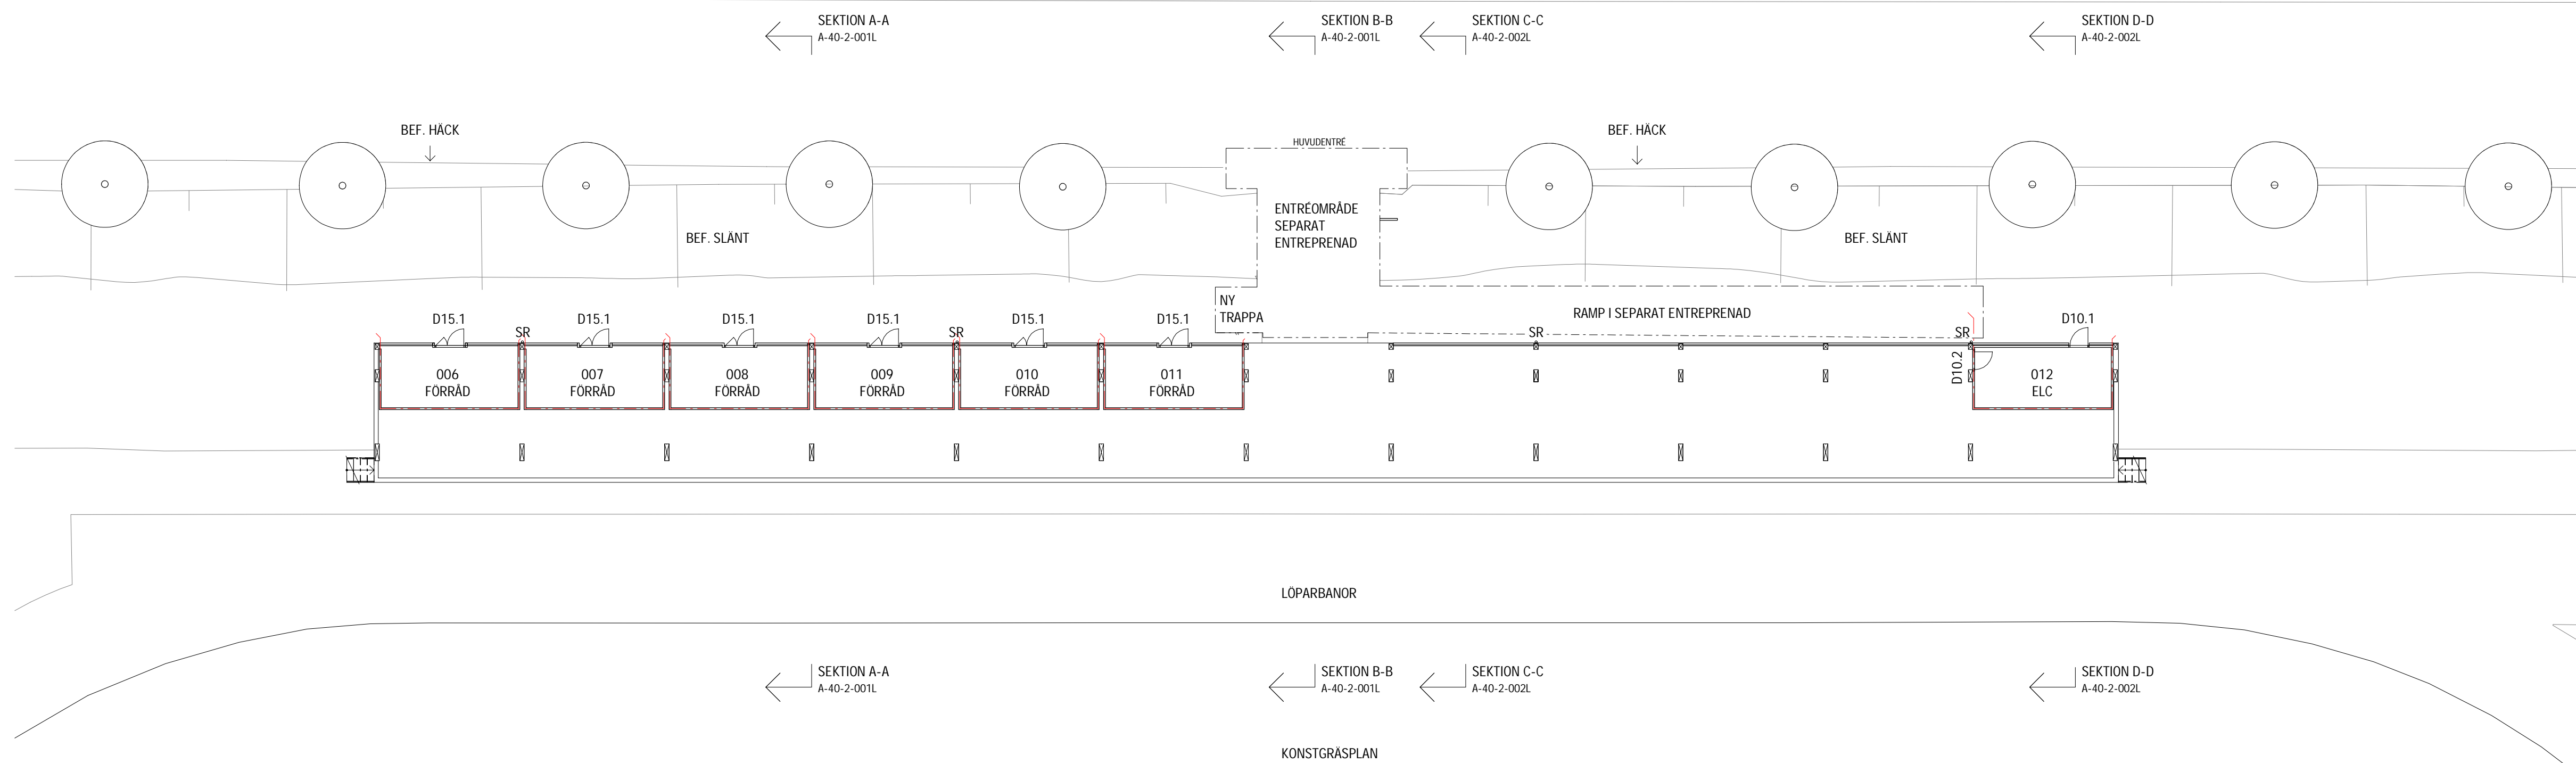 SEKTION A-A
A-40-2-001L
SEKTION B-B
A-40-2-001L
SEKTION C-C
A-40-2-002L
SEKTION D-D
A-40-2-002L
BEF. HÄCK
BEF. HÄCK
HUVUDENTRÉ
ENTRÉOMRÅDE
SEPARAT
ENTREPRENAD
BEF. SLÄNT
BEF. SLÄNT
NY
TRAPPA
RAMP I SEPARAT ENTREPRENAD
D15.1
SR
D15.1
D15.1
D15.1
SR
D15.1
D15.1
SR
SR
D10.1
D10.2
006
FÖRRÅD
007
FÖRRÅD
008
FÖRRÅD
009
FÖRRÅD
010
FÖRRÅD
011
FÖRRÅD
012
ELC
LÖPARBANOR
SEKTION A-A
A-40-2-001L
SEKTION B-B
A-40-2-001L
SEKTION C-C
A-40-2-002L
SEKTION D-D
A-40-2-002L
KONSTGRÄSPLAN